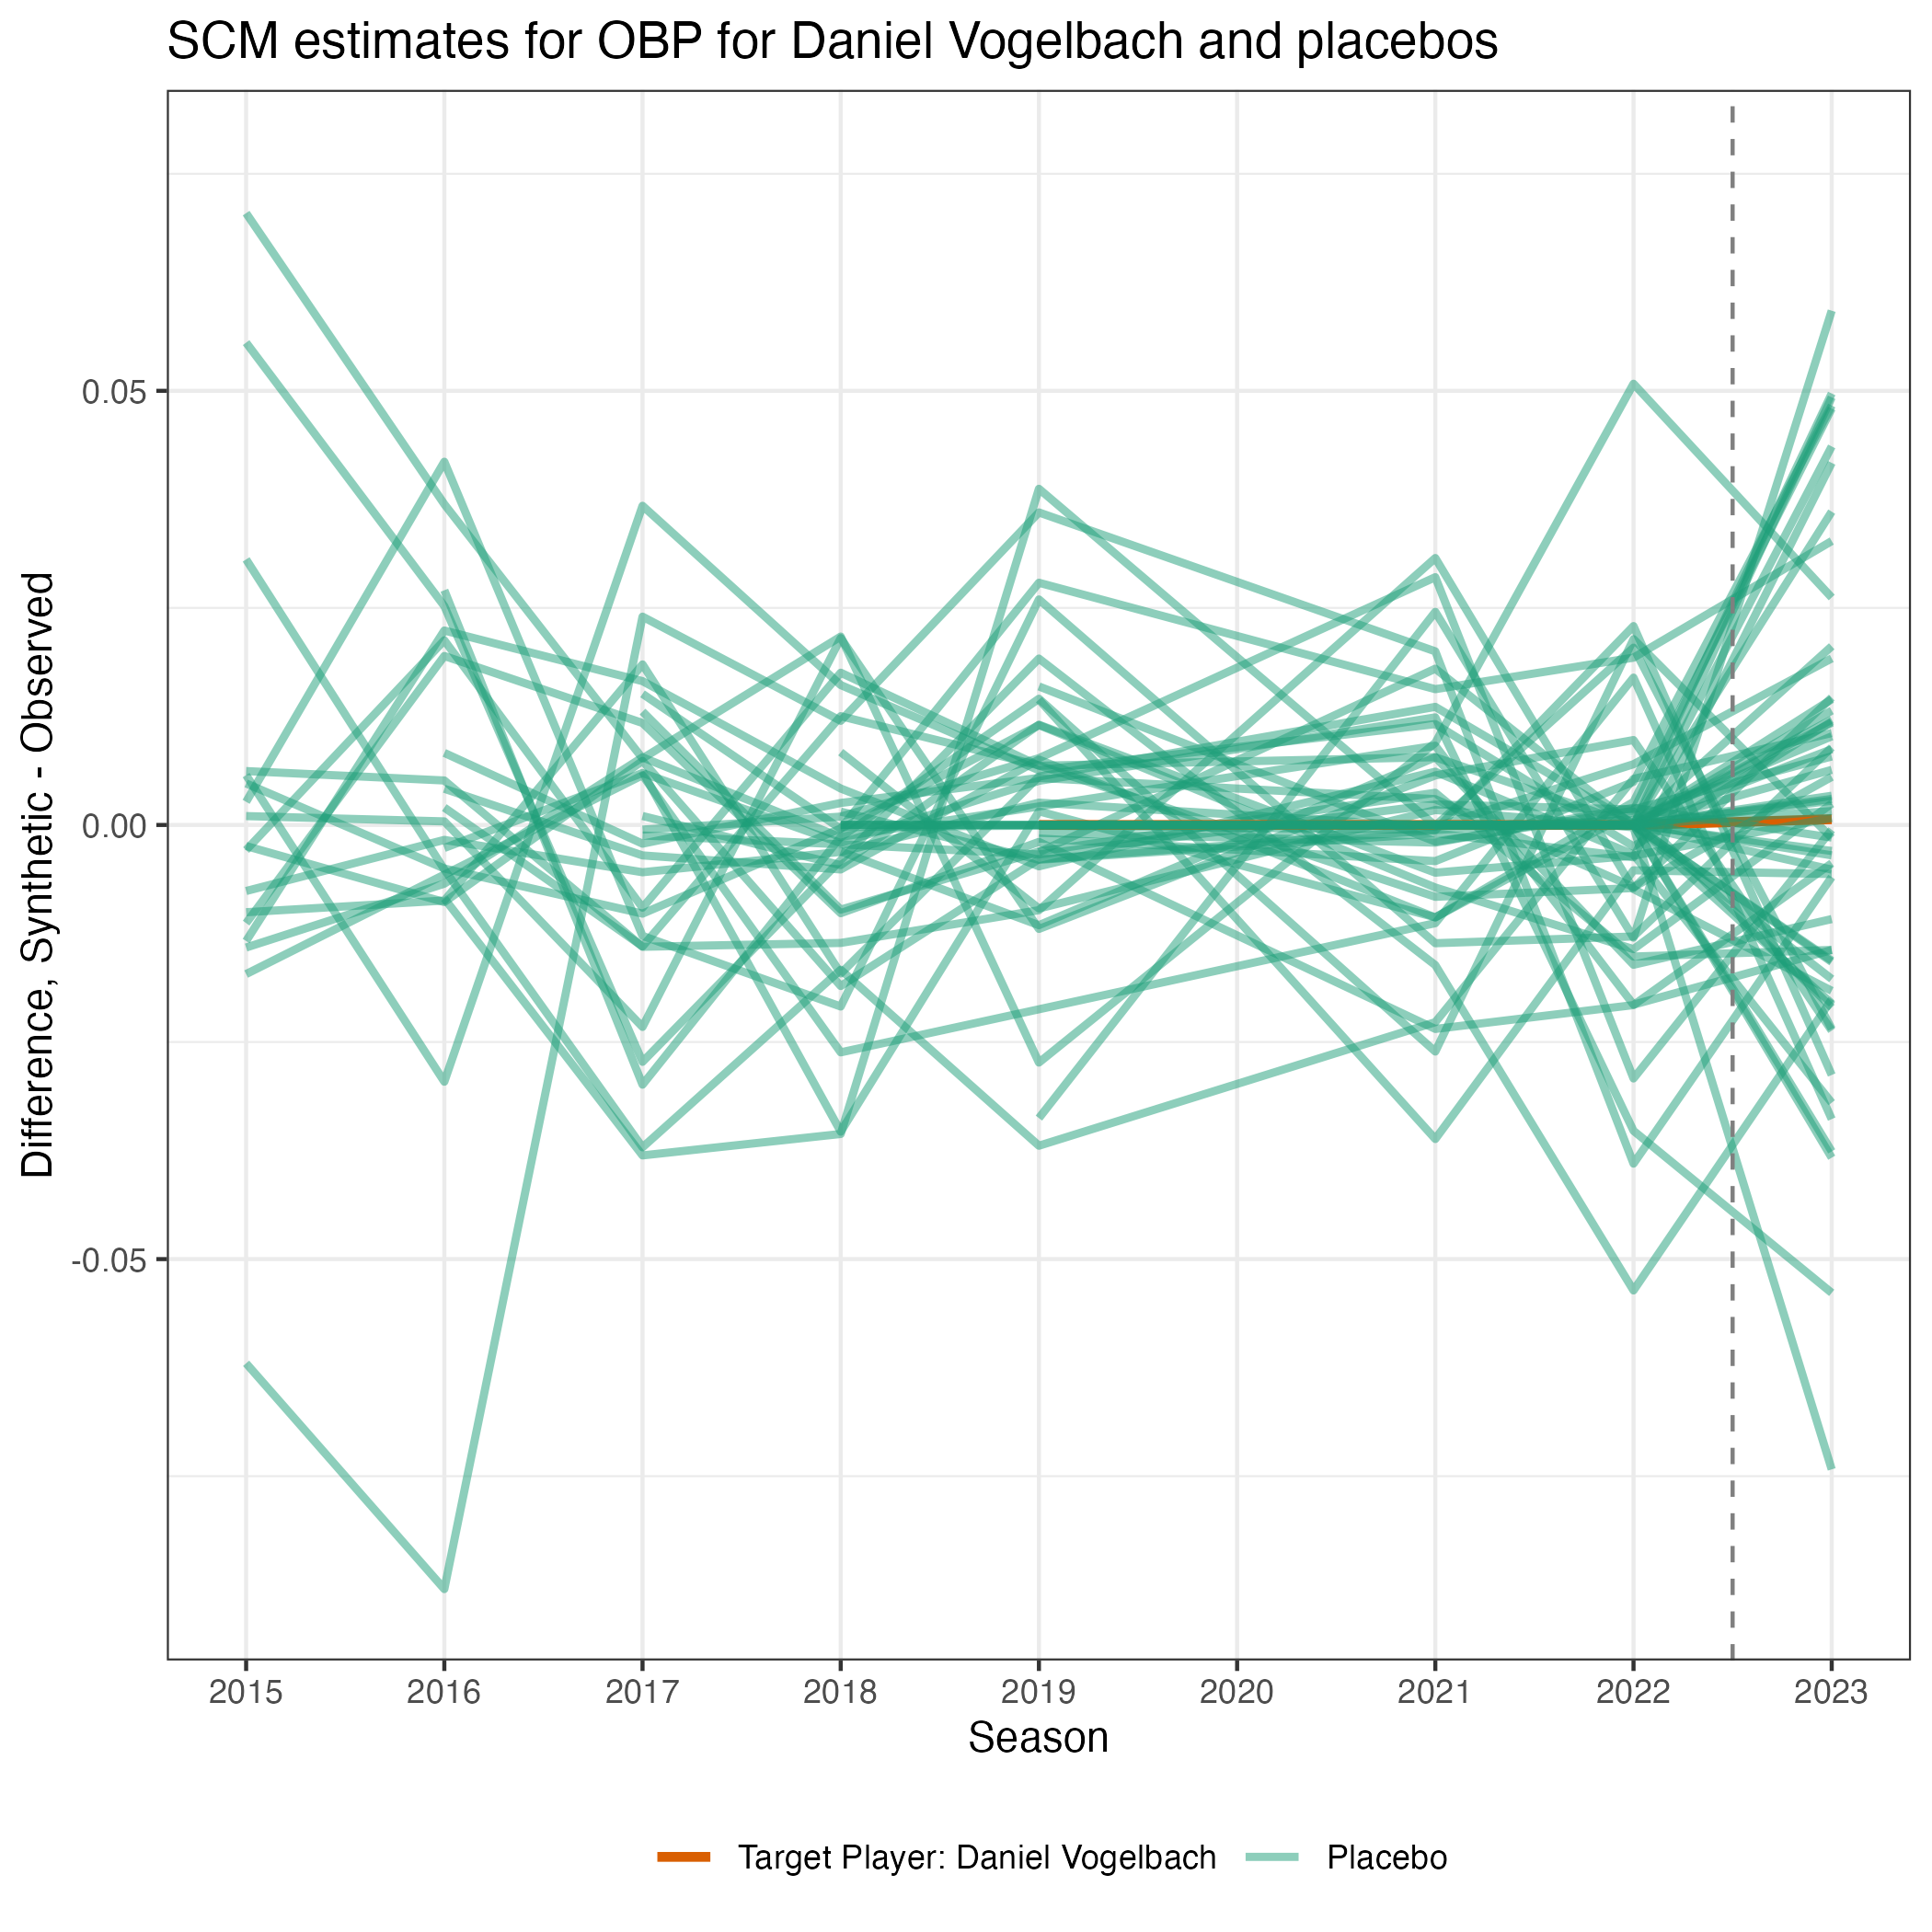 SCM estimates for OBP for Daniel Vogelbach and placebos
Difference, Synthetic - Observed
0.05
0.00
-0.05
2015 2016 2017 2018 2019 2020 2021 2022 2023
Season
Target Player: Daniel Vogelbach Placebo